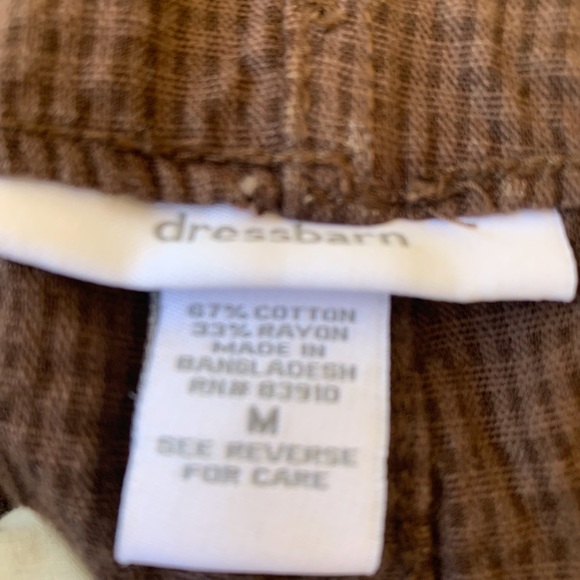 dressbarn
67% COTTON
33% RAYON
MADE IN
BANGLADESH
RN# 83910
M
SEE REVERSE
FOR CARE